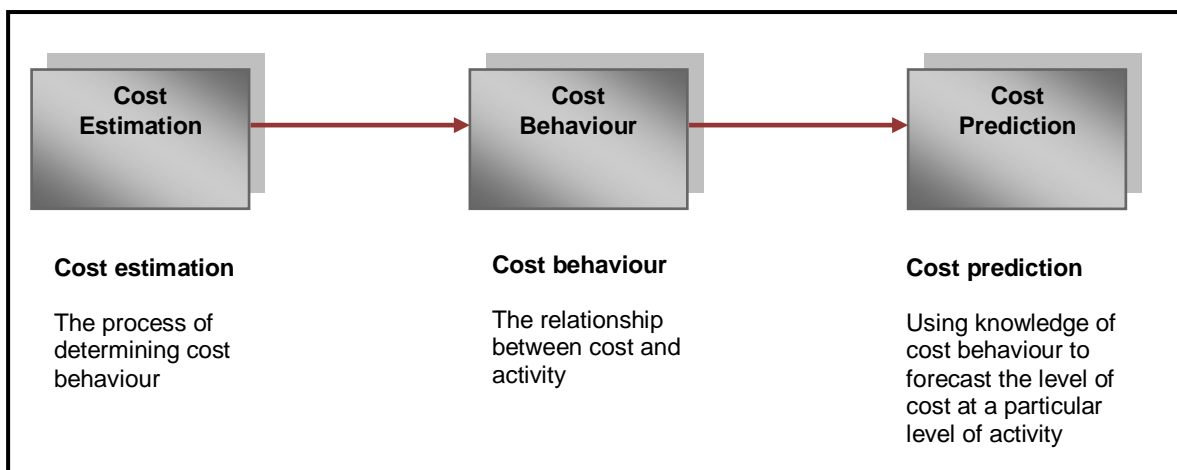 Cost
Estimation
Cost
Behaviour
Cost
Prediction
Cost estimation
The process of
determining cost
behaviour
Cost behaviour
The relationship
between cost and
activity
Cost prediction
Using knowledge of
cost behaviour to
forecast the level of
cost at a particular
level of activity